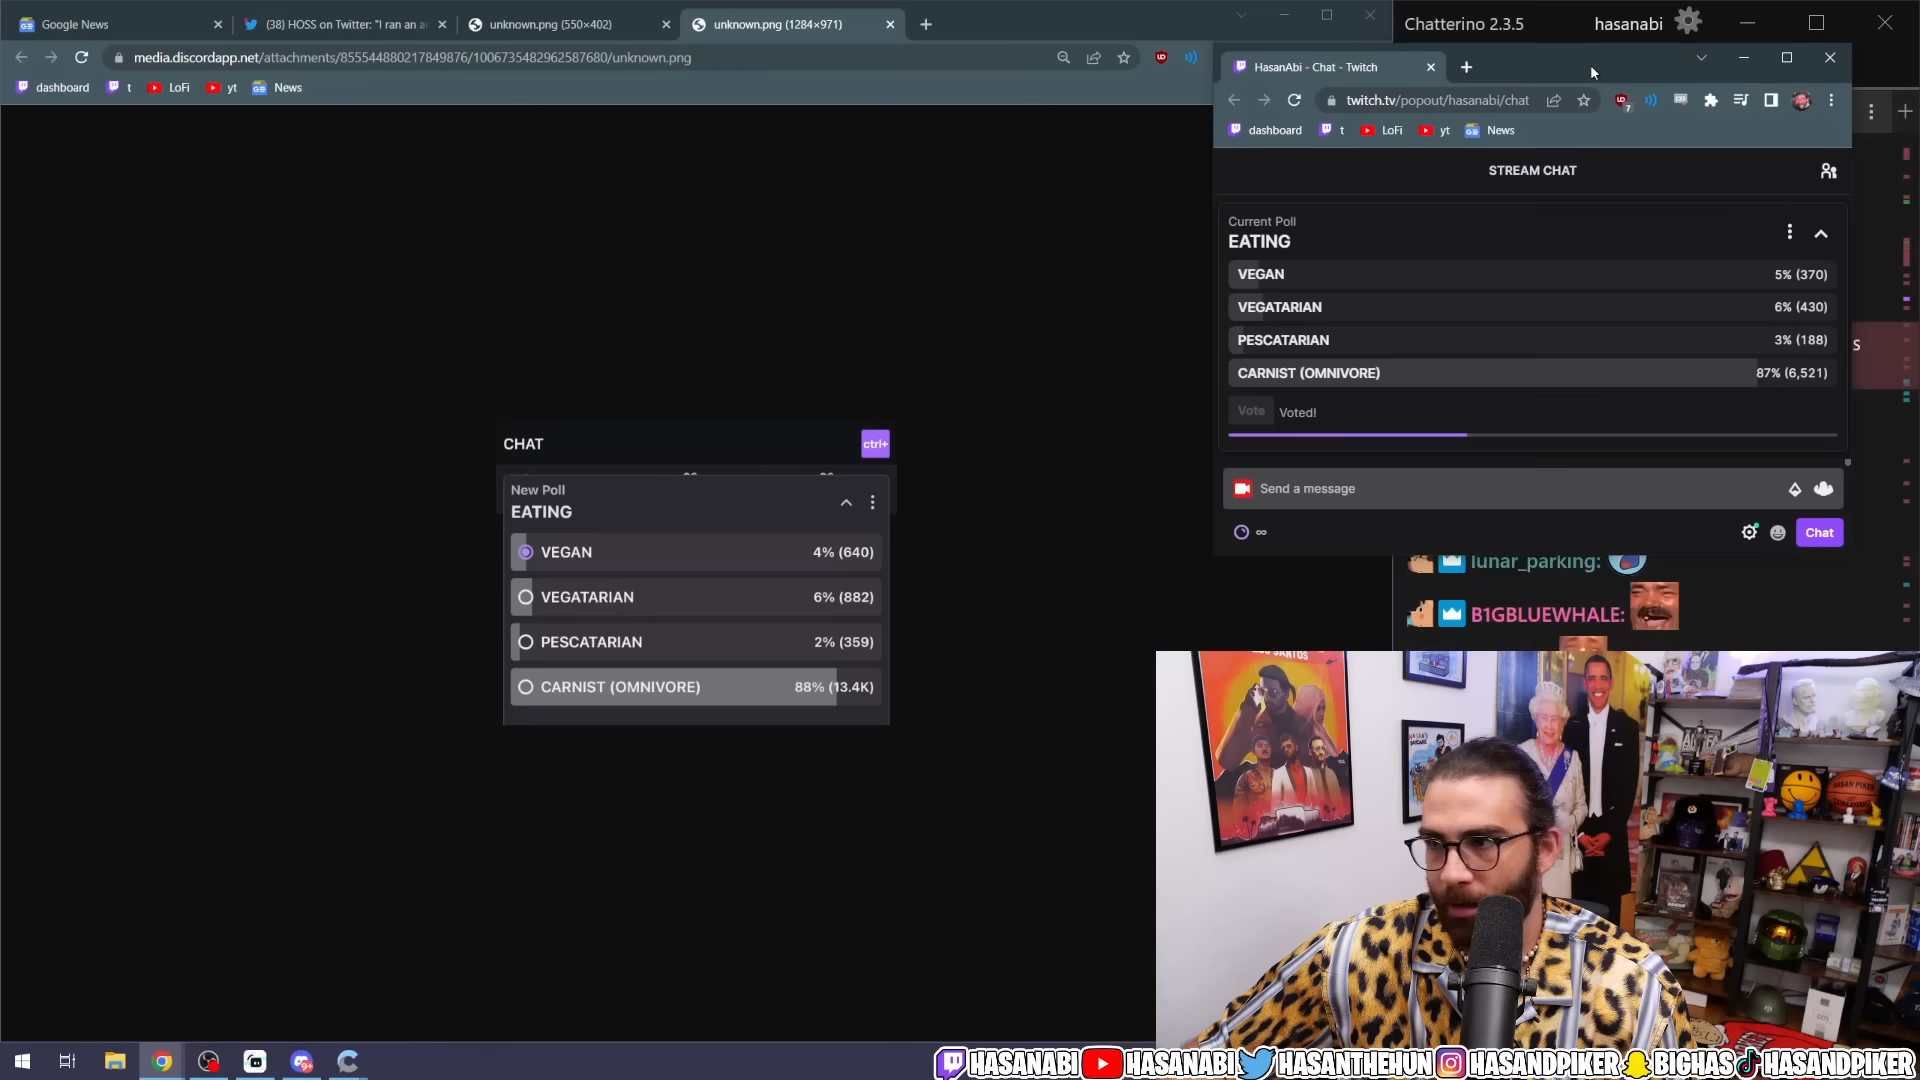 Google News
(38) HOSS on Twitter: "I ran an a
unknown.png (550×402)
unknown.png (1284×971)
media.discordapp.net/attachments/855544880217849876/1006735482962587680/unknown.png
dashboard
t
LoFi
yt
News
Chatterino 2.3.5
hasanabi
HasanAbi - Chat - Twitch
twitch.tv/popout/hasanabi/chat
7
dashboard
t
LoFi
yt
News
STREAM CHAT
Current Poll
EATING
VEGAN 5% (370)
VEGATARIAN 6% (430)
PESCATARIAN 3% (188)
CARNIST (OMNIVORE) 87% (6,521)
Vote Voted!
Send a message
∞
Chat
S
lunar_parking:
B1GBLUEWHALE:
CHAT
ctrl+
New Poll
EATING
VEGAN 4% (640)
VEGATARIAN 6% (882)
PESCATARIAN 2% (359)
CARNIST (OMNIVORE) 88% (13.4K)
HASANABI HASANABI HASANTHEHUN HASANDPIKER BIGHAS HASANDPIKER